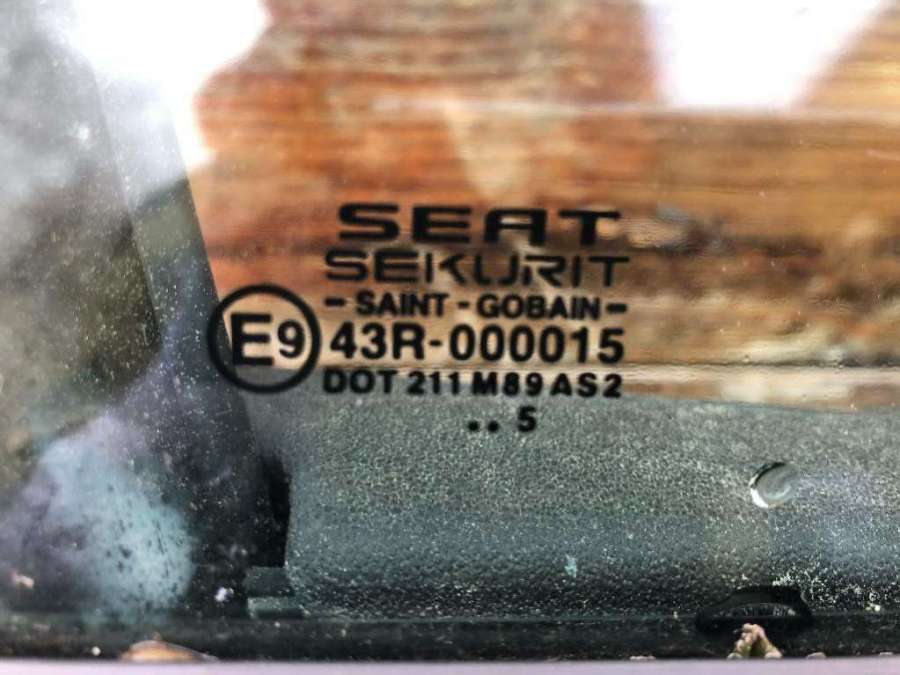 SEAT
SEKURIT
- SAINT - GOBAIN -
E9 43R-000015
DOT 211 M89 AS2
.. 5